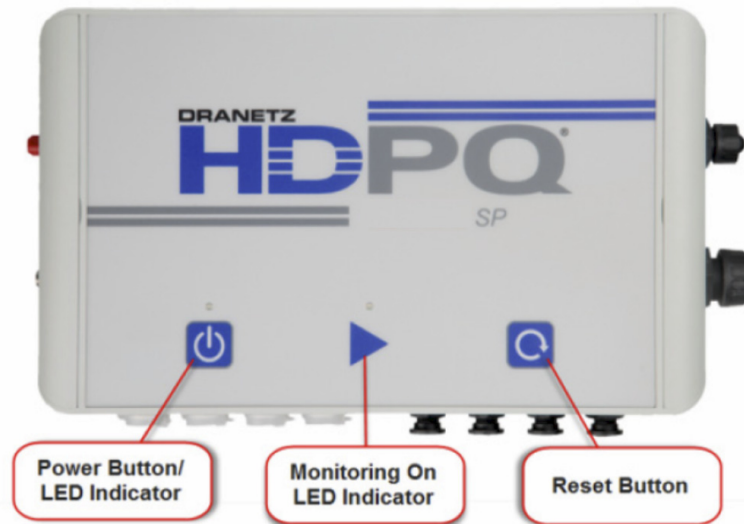 DRANETZ
HDPQ®
SP
Power Button/
LED Indicator
Monitoring On
LED Indicator
Reset Button